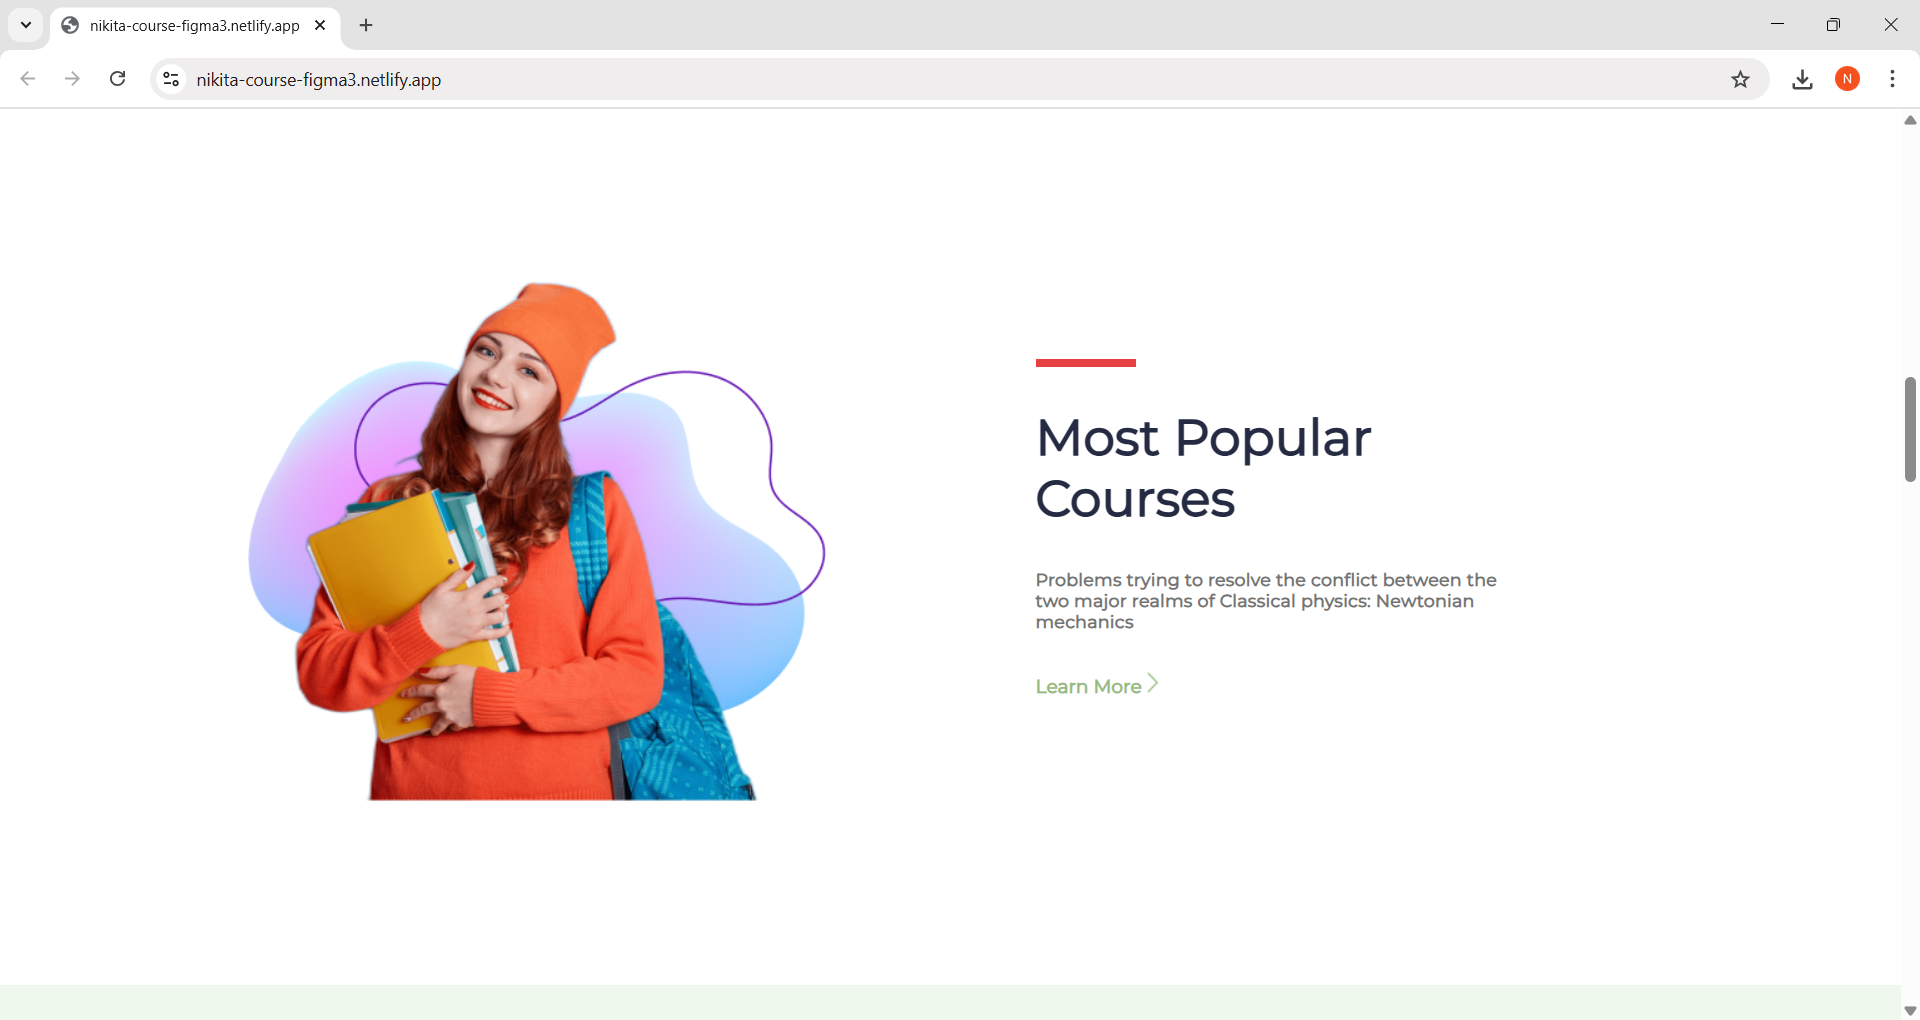 nikita-course-figma3.netlify.app
nikita-course-figma3.netlify.app
N
Most Popular
Courses
Problems trying to resolve the conflict between the
two major realms of Classical physics: Newtonian
mechanics
Learn More